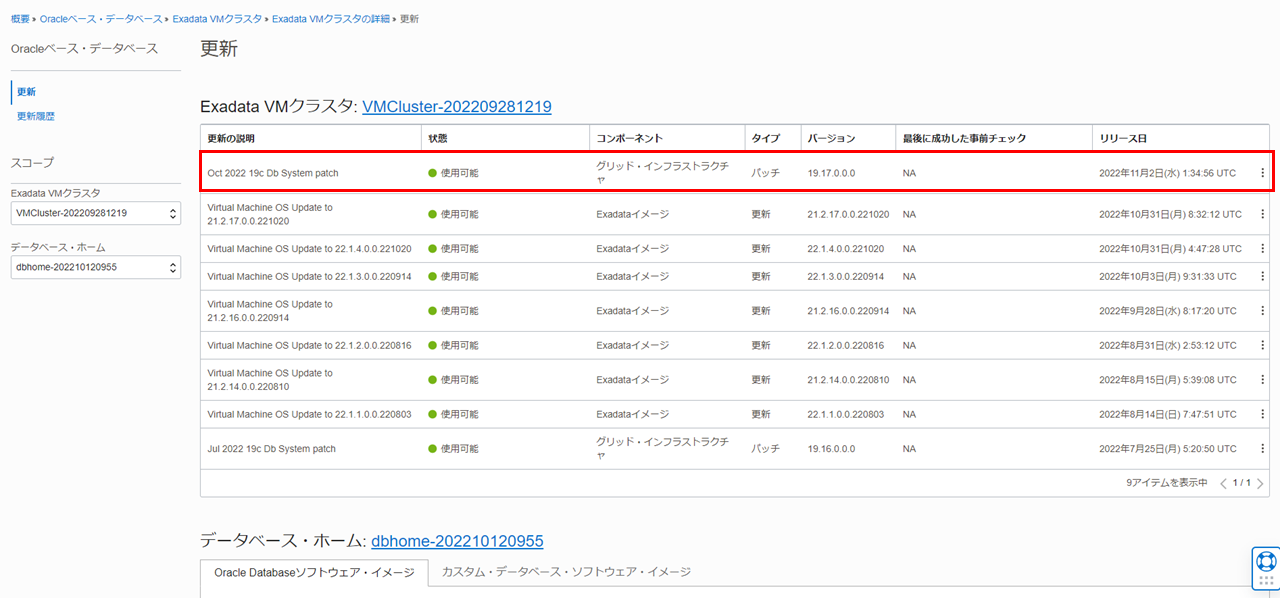 概要 » Oracleベース・データベース » Exadata VMクラスタ » Exadata VMクラスタの詳細 » 更新
Oracleベース・データベース
更新
更新履歴
スコープ
Exadata VMクラスタ
VMCluster-202209281219
データベース・ホーム
dbhome-202210120955
更新
Exadata VMクラスタ: VMCluster-202209281219
更新の説明 状態 コンポーネント タイプ バージョン 最後に成功した事前チェック リリース日
Oct 2022 19c Db System patch 使用可能 グリッド・インフラストラクチ
ャ パッチ 19.17.0.0.0 NA 2022年11月2日(水) 1:34:56 UTC
Virtual Machine OS Update to
21.2.17.0.0.221020 使用可能 Exadataイメージ 更新 21.2.17.0.0.221020 NA 2022年10月31日(月) 8:32:12 UTC
Virtual Machine OS Update to 22.1.4.0.0.221020 使用可能 Exadataイメージ 更新 22.1.4.0.0.221020 NA 2022年10月31日(月) 4:47:28 UTC
Virtual Machine OS Update to 22.1.3.0.0.220914 使用可能 Exadataイメージ 更新 22.1.3.0.0.220914 NA 2022年10月3日(月) 9:31:33 UTC
Virtual Machine OS Update to
21.2.16.0.0.220914 使用可能 Exadataイメージ 更新 21.2.16.0.0.220914 NA 2022年9月28日(水) 8:17:20 UTC
Virtual Machine OS Update to 22.1.2.0.0.220816 使用可能 Exadataイメージ 更新 22.1.2.0.0.220816 NA 2022年8月31日(水) 2:53:12 UTC
Virtual Machine OS Update to
21.2.14.0.0.220810 使用可能 Exadataイメージ 更新 21.2.14.0.0.220810 NA 2022年8月15日(月) 5:39:08 UTC
Virtual Machine OS Update to 22.1.1.0.0.220803 使用可能 Exadataイメージ 更新 22.1.1.0.0.220803 NA 2022年8月14日(日) 7:47:51 UTC
Jul 2022 19c Db System patch 使用可能 グリッド・インフラストラクチ
ャ パッチ 19.16.0.0.0 NA 2022年7月25日(月) 5:20:50 UTC
9アイテムを表示中 < 1 / 1 >
データベース・ホーム: dbhome-202210120955
Oracle Databaseソフトウェア・イメージ カスタム・データベース・ソフトウェア・イメージ